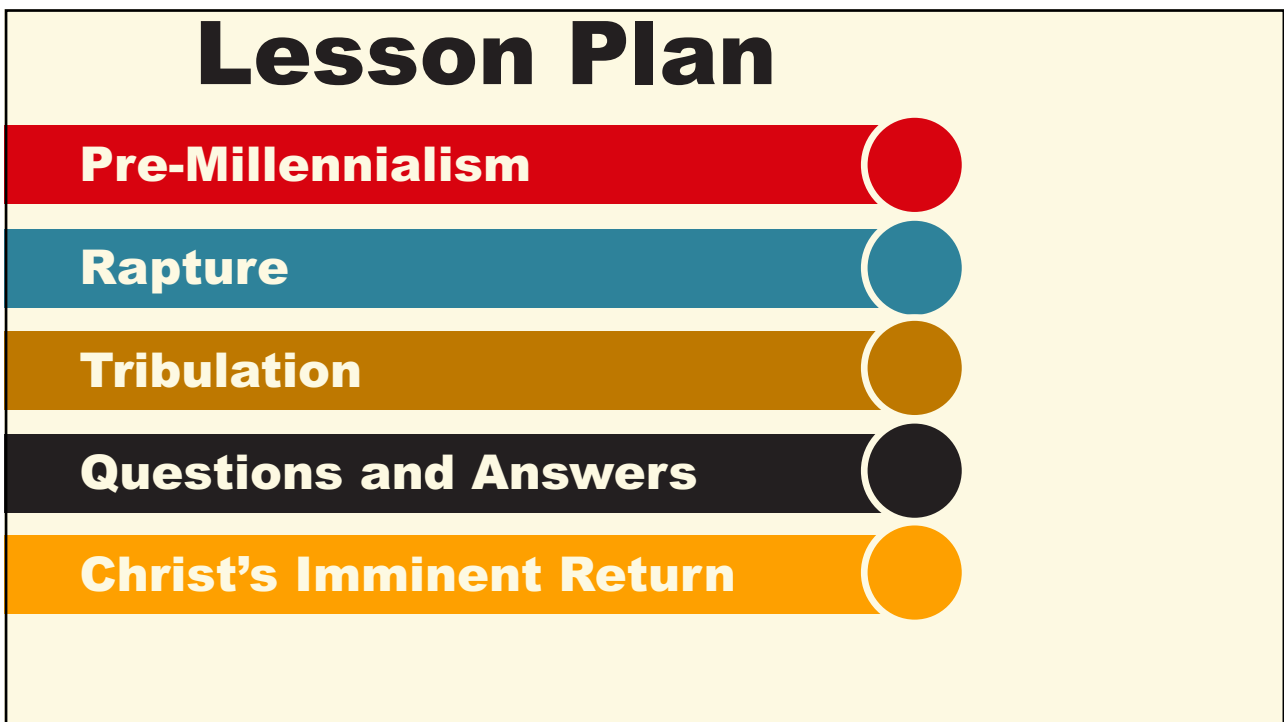 Lesson Plan
Pre-Millennialism
Rapture
Tribulation
Questions and Answers
Christ’s Imminent Return